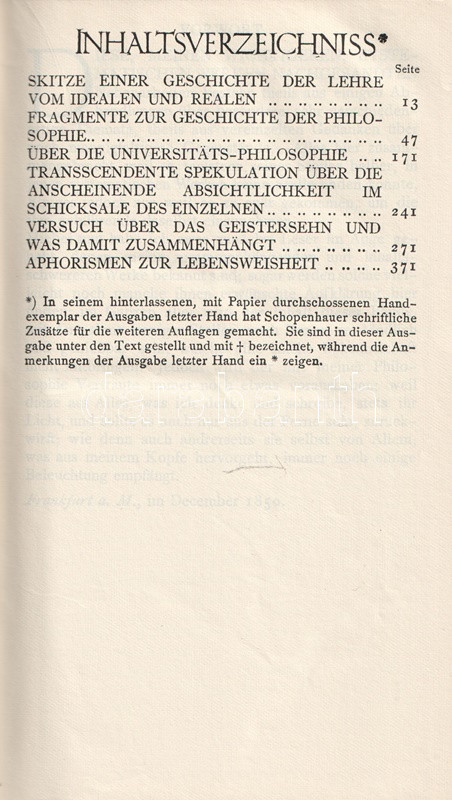 INHALTSVERZEICHNISS*
Seite
SKITZE EINER GESCHICHTE DER LEHRE
VOM IDEALEN UND REALEN .. .. .. .. .. .. .. .. 13
FRAGMENTE ZUR GESCHICHTE DER PHILO-
SOPHIE.. .. .. .. .. .. .. .. .. .. .. .. .. .. .. .. .. 47
ÜBER DIE UNIVERSITÄTS-PHILOSOPHIE .. .. 171
TRANSSCENDENTE SPEKULATION ÜBER DIE
ANSCHEINENDE ABSICHTLICHKEIT IM
SCHICKSALE DES EINZELNEN .. .. .. .. .. .. .. .. 241
VERSUCH ÜBER DAS GEISTERSEHN UND
WAS DAMIT ZUSAMMENHÄNGT .. .. .. .. .. .. .. 271
APHORISMEN ZUR LEBENSWEISHEIT .. .. .. .. 371
*) In seinem hinterlassenen, mit Papier durchschossenen Hand-
exemplar der Ausgaben letzter Hand hat Schopenhauer schriftliche
Zusätze für die weiteren Auflagen gemacht. Sie sind in dieser Aus-
gabe unter den Text gestellt und mit † bezeichnet, während die An-
merkungen der Ausgabe letzter Hand ein * zeigen.
Frankfurt a. M., im December 1850.